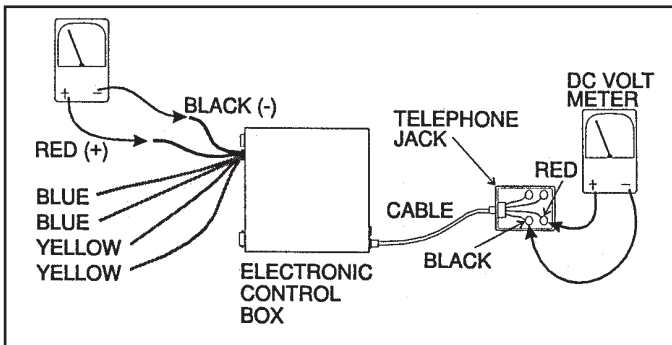 + −
BLACK (-)
RED (+)
BLUE
BLUE
YELLOW
YELLOW
ELECTRONIC
CONTROL
BOX
CABLE
TELEPHONE
JACK
RED
BLACK
DC VOLT
METER
+ −